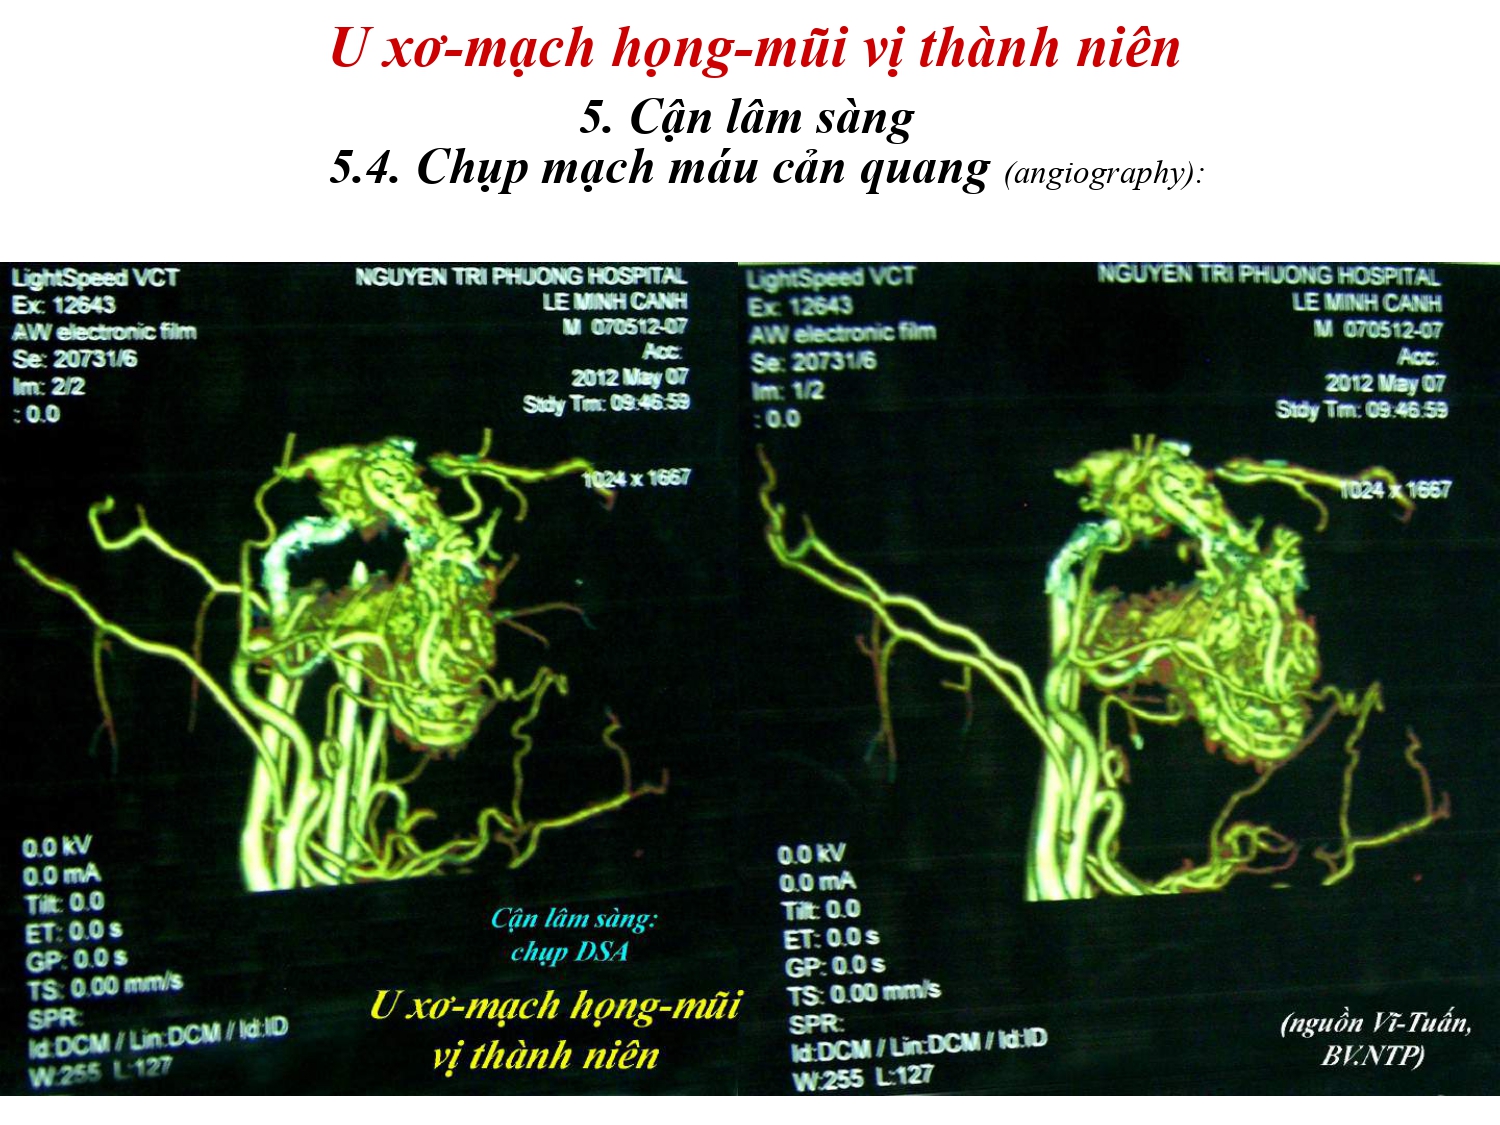 U xơ-mạch họng-mũi vị thành niên
5. Cận lâm sàng
5.4. Chụp mạch máu cản quang (angiography):
LightSpeed VCT
Ex: 12643
AW electronic film
Se: 20731/6
Im: 2/2
: 0.0
NGUYEN TRI PHUONG HOSPITAL
LE MINH CANH
M 070512-07
Acc:
2012 May 07
Stdy Tm: 09:46:59
1024 x 1667
0.0 kV
0.0 mA
Tilt: 0.0
ET: 0.0 s
GP: 0.0 s
TS: 0.00 mm/s
SPR:
Id:DCM / Lin:DCM / Id:ID
W:255 L:127
Cận lâm sàng:
chụp DSA
U xơ-mạch họng-mũi
vị thành niên
LightSpeed VCT
Ex: 12643
AW electronic film
Se: 20731/6
Im: 1/2
: 0.0
NGUYEN TRI PHUONG HOSPITAL
LE MINH CANH
M 070512-07
Acc:
2012 May 07
Stdy Tm: 09:46:59
1024 x 1667
0.0 kV
0.0 mA
Tilt: 0.0
ET: 0.0 s
GP: 0.0 s
TS: 0.00 mm/s
SPR:
Id:DCM / Lin:DCM / Id:ID
W:255 L:127
(nguồn Vĩ-Tuấn,
BV.NTP)